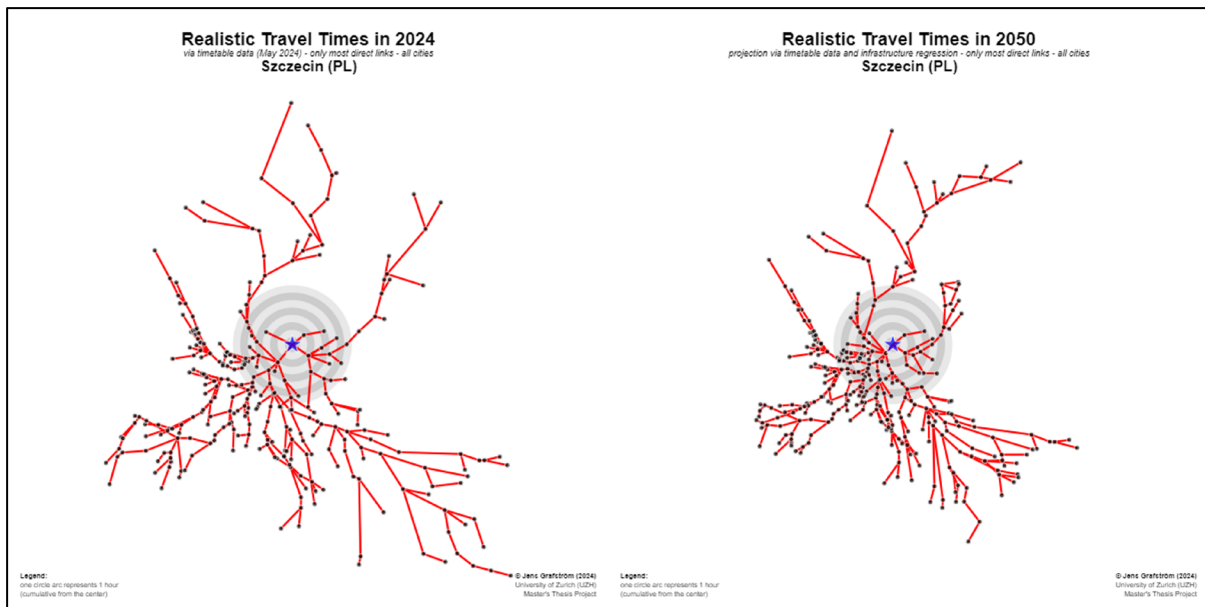 Realistic Travel Times in 2024
via timetable data (May 2024) - only most direct links - all cities
Szczecin (PL)
Legend:
one circle arc represents 1 hour
(cumulative from the center)
© Jens Grafström (2024)
University of Zurich (UZH)
Master's Thesis Project
Realistic Travel Times in 2050
projection via timetable data and infrastructure regression - only most direct links - all cities
Szczecin (PL)
Legend:
one circle arc represents 1 hour
(cumulative from the center)
© Jens Grafström (2024)
University of Zurich (UZH)
Master's Thesis Project